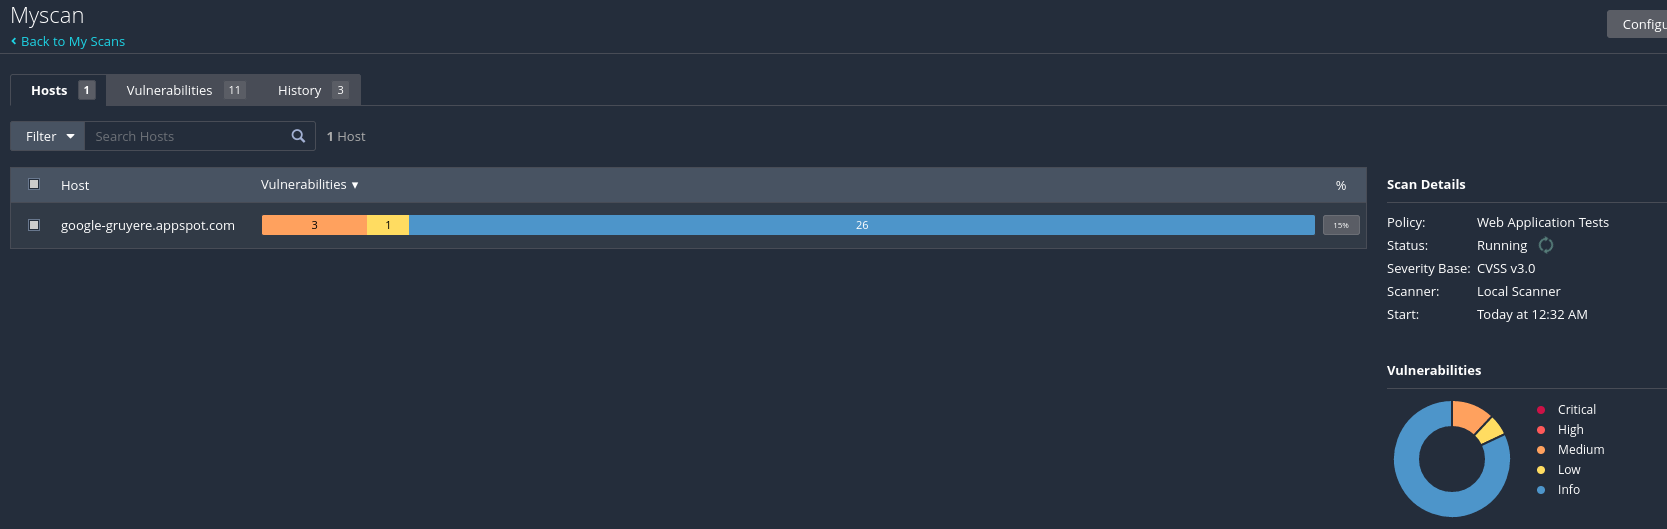 Myscan
Back to My Scans
Configu
Hosts 1 Vulnerabilities 11 History 3
Filter Search Hosts 1 Host
Host Vulnerabilities ▼ %
google-gruyere.appspot.com 3 1 26 15%
Scan Details
Policy: Web Application Tests
Status: Running
Severity Base: CVSS v3.0
Scanner: Local Scanner
Start: Today at 12:32 AM
Vulnerabilities
Critical
High
Medium
Low
Info